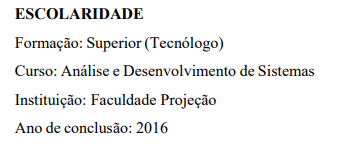 ESCOLARIDADE
Formação: Superior (Tecnólogo)
Curso: Análise e Desenvolvimento de Sistemas
Instituição: Faculdade Projeção
Ano de conclusão: 2016